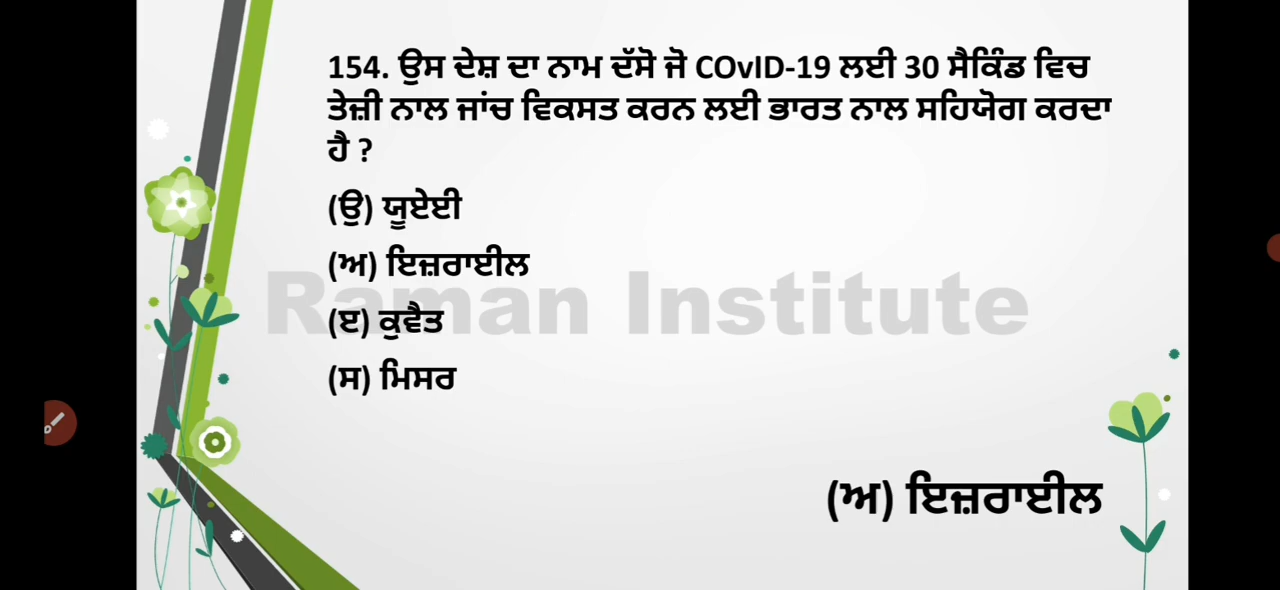 154. ਉਸ ਦੇਸ਼ ਦਾ ਨਾਮ ਦੱਸੋ ਜੋ COvID-19 ਲਈ 30 ਸੈਕਿੰਡ ਵਿਚ
ਤੇਜ਼ੀ ਨਾਲ ਜਾਂਚ ਵਿਕਸਤ ਕਰਨ ਲਈ ਭਾਰਤ ਨਾਲ ਸਹਿਯੋਗ ਕਰਦਾ
ਹੈ ?
(ਉ) ਯੂਏਈ
(ਅ) ਇਜ਼ਰਾਈਲ
Raman Institute
(ੲ) ਕੁਵੈਤ
(ਸ) ਮਿਸਰ
(ਅ) ਇਜ਼ਰਾਈਲ